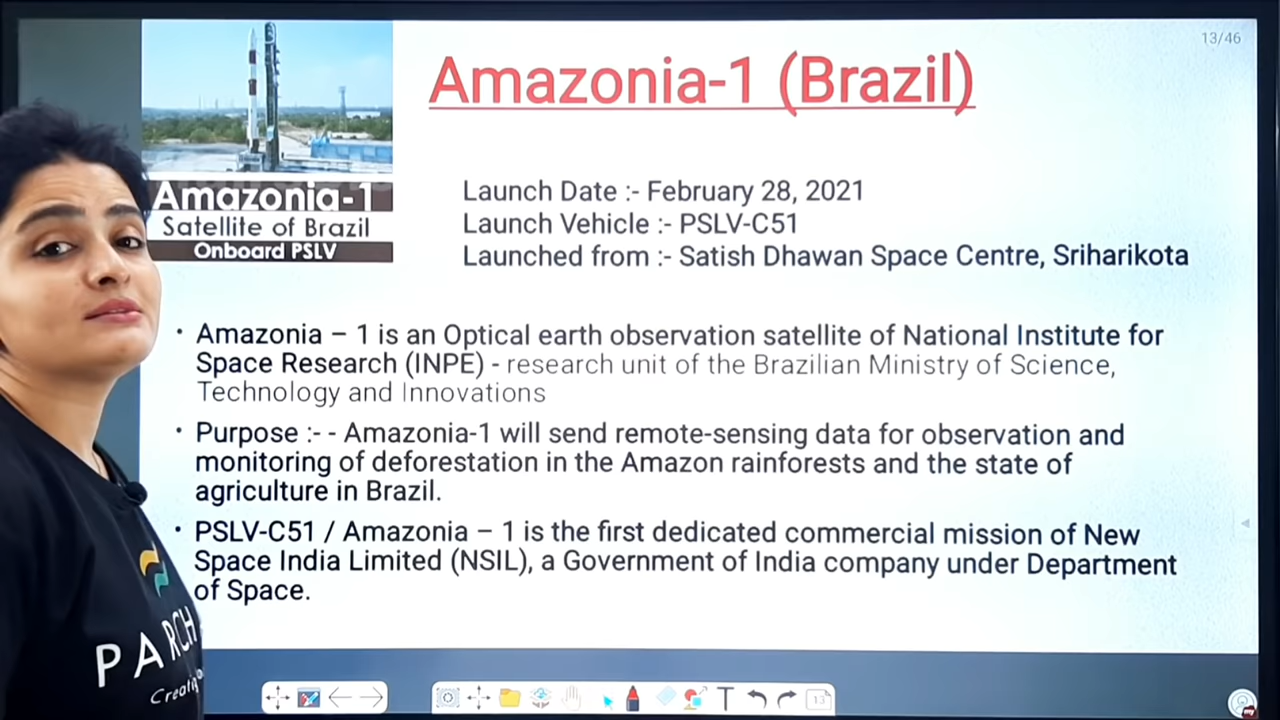 13/46
Amazonia-1 (Brazil)
Amazonia-1
Satellite of Brazil
Onboard PSLV
Launch Date :- February 28, 2021
Launch Vehicle :- PSLV-C51
Launched from :- Satish Dhawan Space Centre, Sriharikota
• Amazonia – 1 is an Optical earth observation satellite of National Institute for
Space Research (INPE) - research unit of the Brazilian Ministry of Science,
Technology and Innovations
• Purpose :- - Amazonia-1 will send remote-sensing data for observation and
monitoring of deforestation in the Amazon rainforests and the state of
agriculture in Brazil.
• PSLV-C51 / Amazonia – 1 is the first dedicated commercial mission of New
Space India Limited (NSIL), a Government of India company under Department
of Space.
PARCH
Creatio
T
13